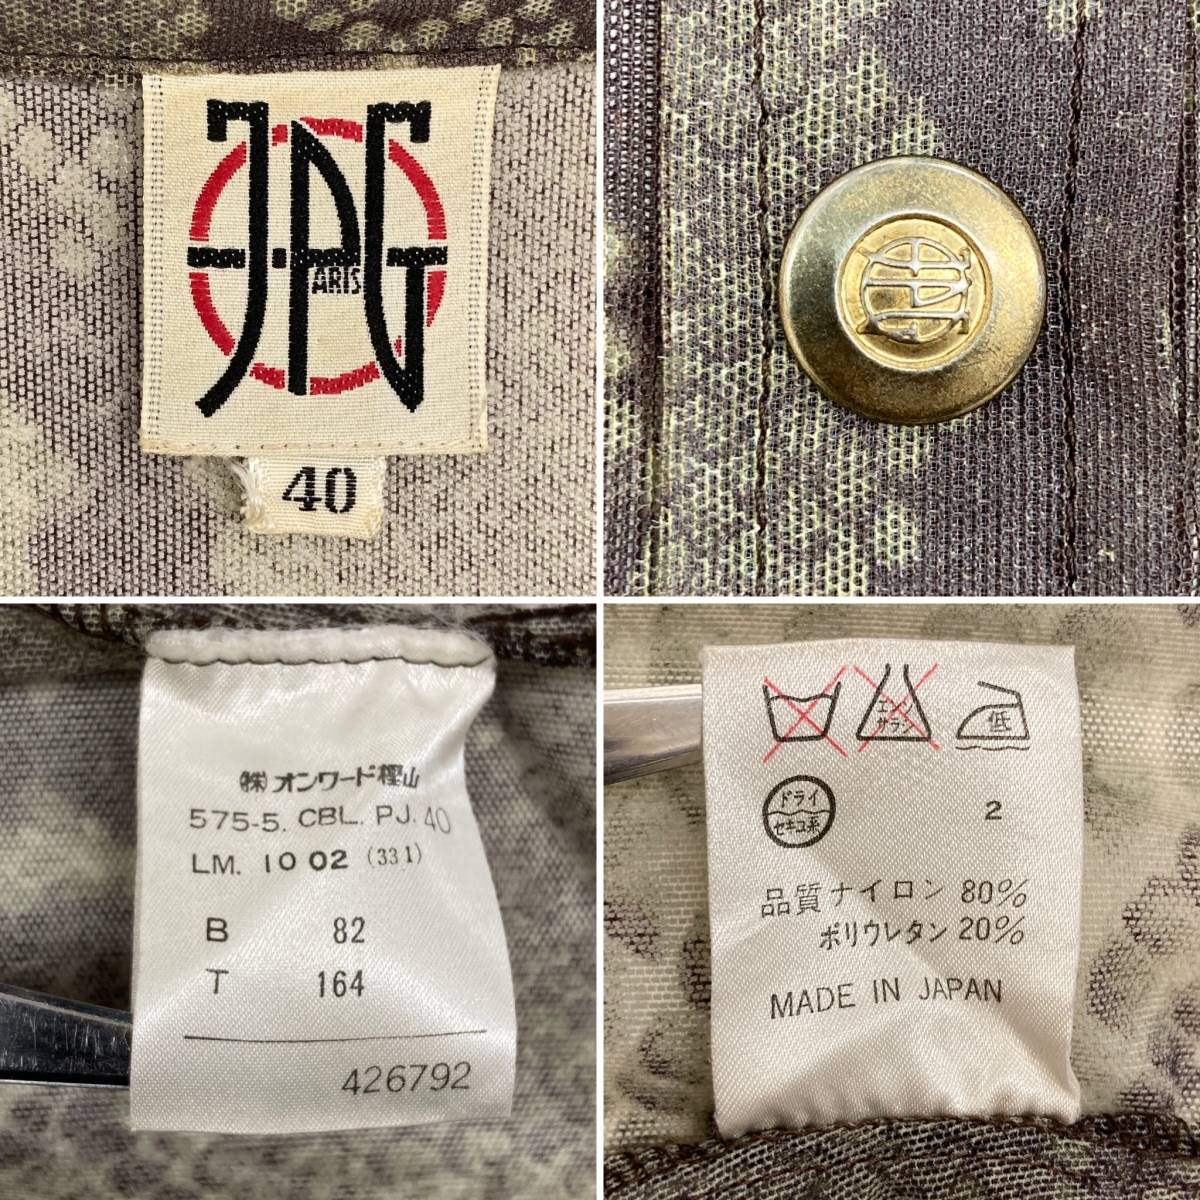 JPG
PARIS
40
JPG
㈱オンワード樫山
575-5. CBL. PJ. 40
LM. 10 02 (331)
B 82
T 164
426792
エンソ
サラシ
低
ドライ
セキユ系
2
品質ナイロン 80%
ポリウレタン 20%
MADE IN JAPAN